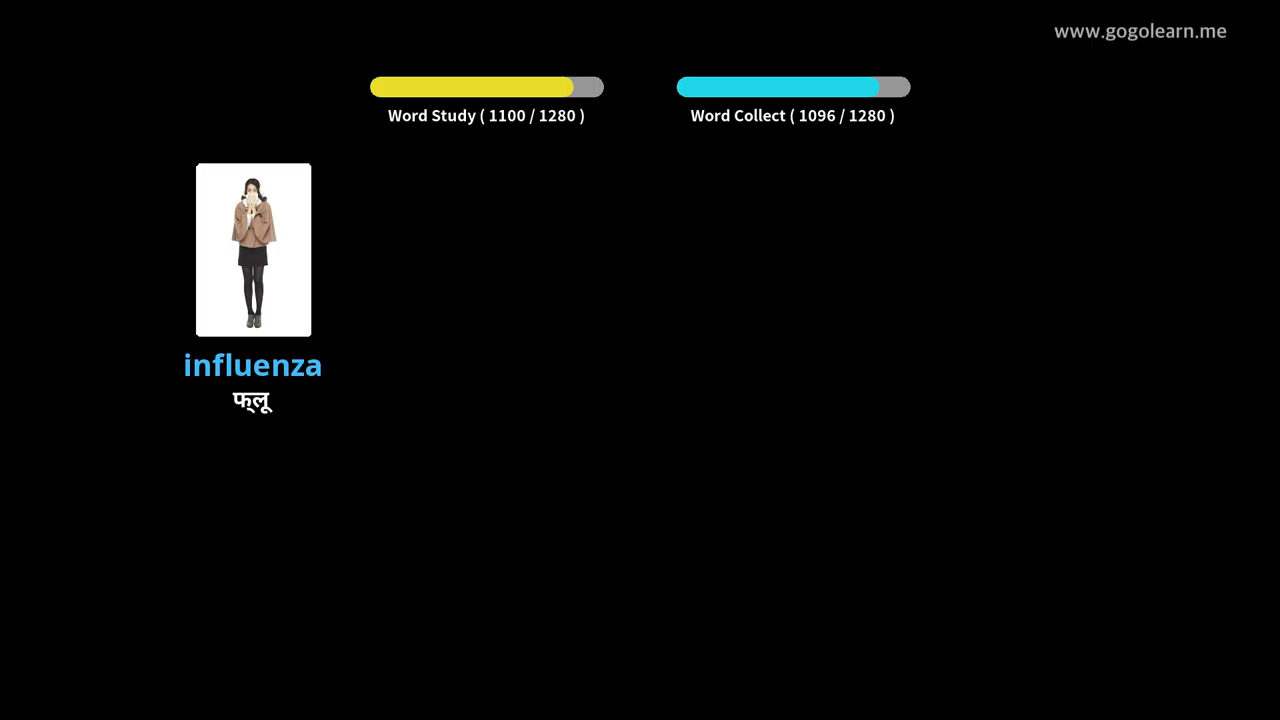 www.gogolearn.me
Word Study ( 1100 / 1280 )
Word Collect ( 1096 / 1280 )
influenza
फ्लू